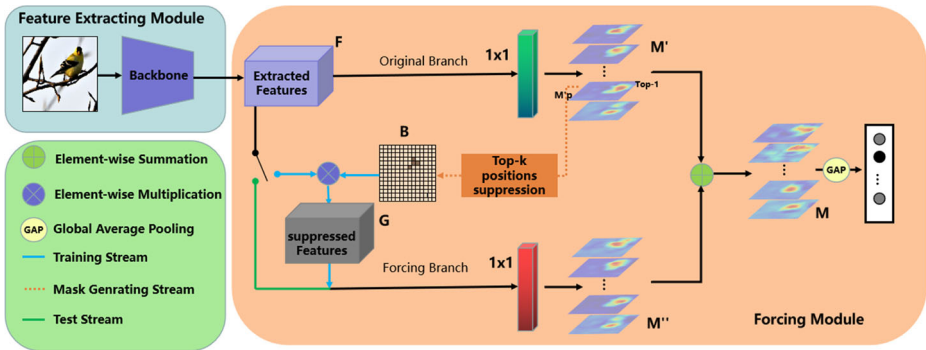 Feature Extracting Module
Backbone
F
Extracted
Features
Original Branch
1x1
M'
M'p
Top-1
B
Top-k
positions
suppression
G
suppressed
Features
Forcing Branch
1x1
M''
M
GAP
Forcing Module
Element-wise Summation
Element-wise Multiplication
GAP
Global Average Pooling
Training Stream
Mask Genrating Stream
Test Stream